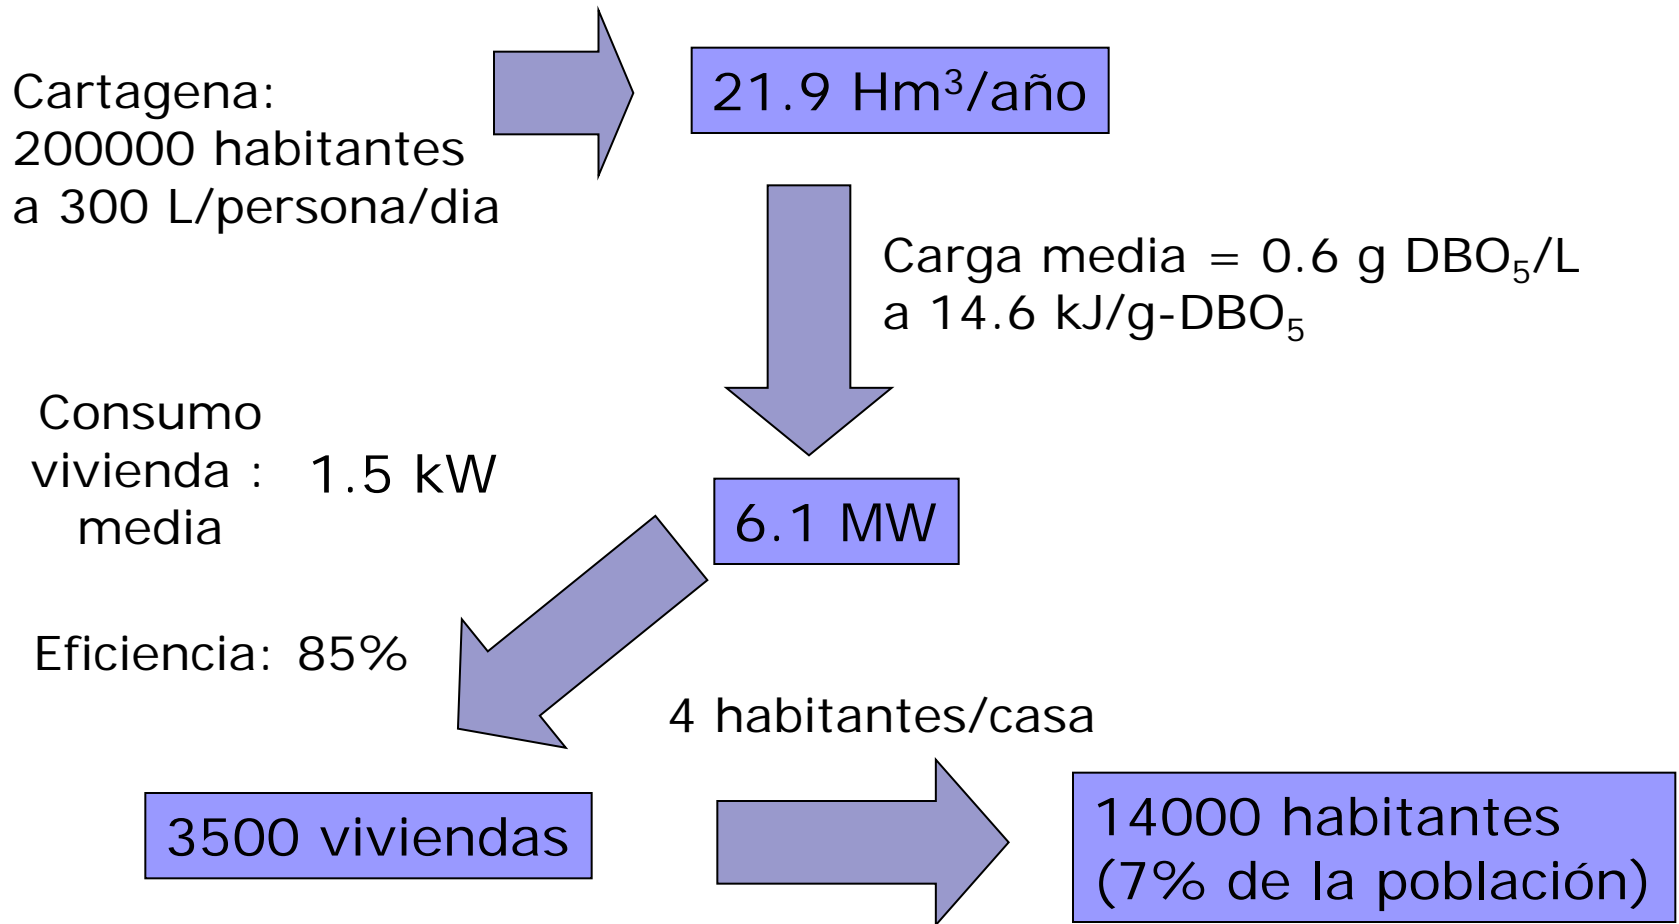 Cartagena:
200000 habitantes
a 300 L/persona/dia
21.9 Hm³/año
Carga media = 0.6 g DBO₅/L
a 14.6 kJ/g-DBO₅
Consumo
vivienda : 1.5 kW
media
6.1 MW
Eficiencia: 85%
4 habitantes/casa
3500 viviendas
14000 habitantes
(7% de la población)